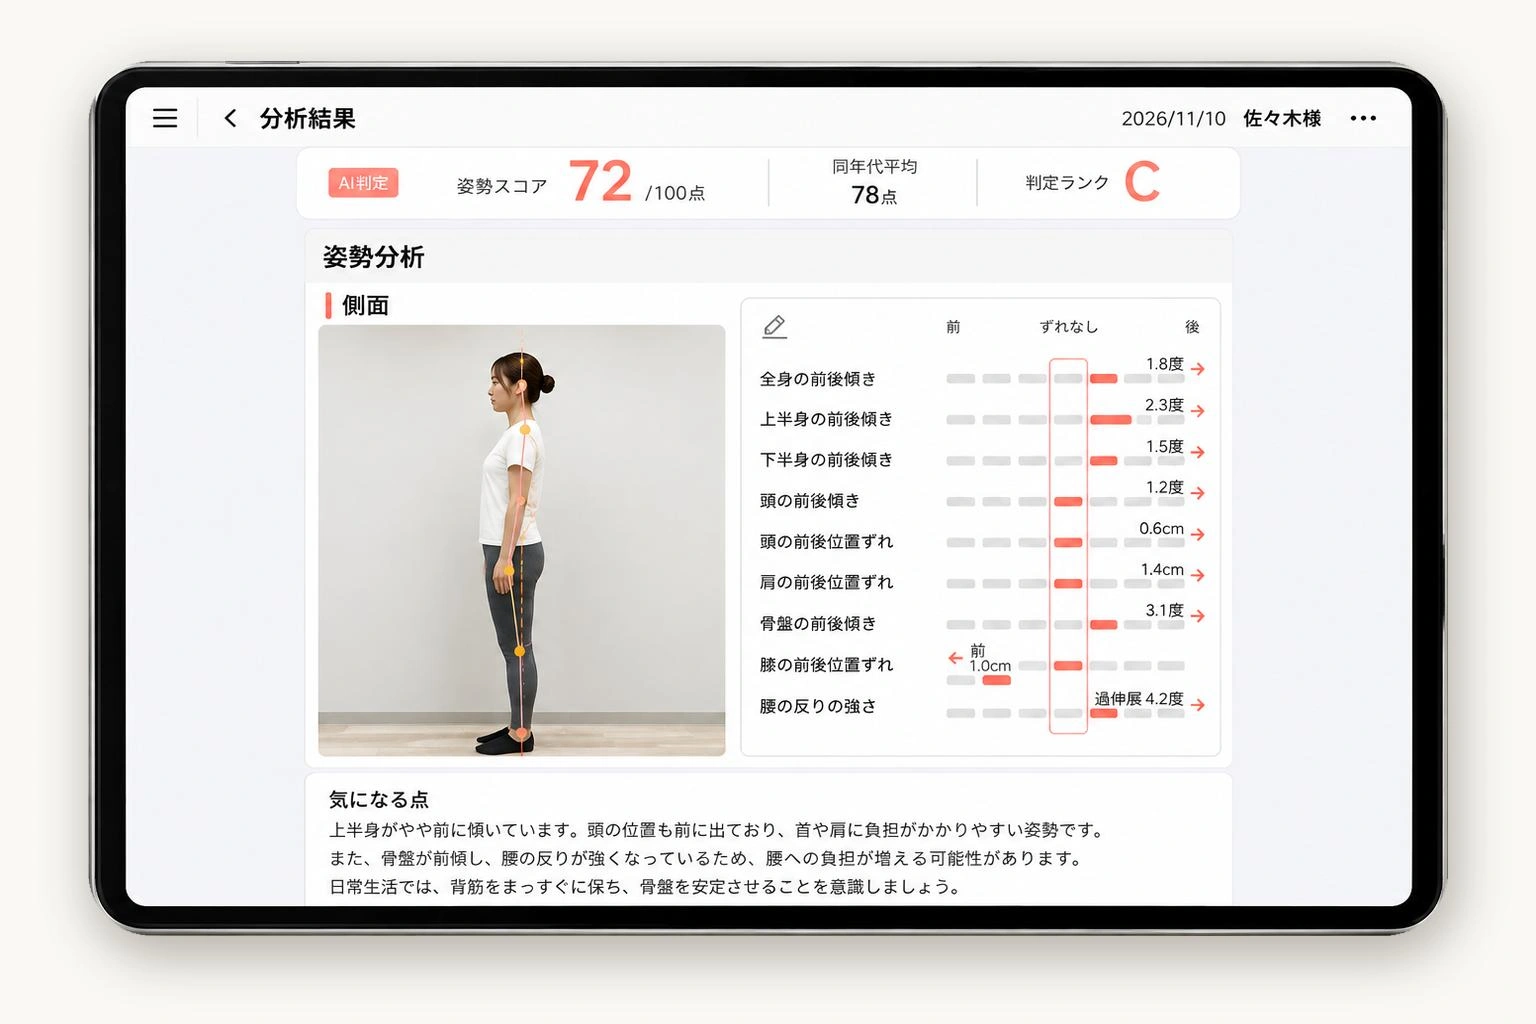 分析結果
2026/11/10 佐々木様
AI判定 姿勢スコア 72 /100点
同年代平均
78点
判定ランク C
姿勢分析
側面
前 ずれなし 後
全身の前後傾き 1.8度 →
上半身の前後傾き 2.3度 →
下半身の前後傾き 1.5度 →
頭の前後傾き 1.2度 →
頭の前後位置ずれ 0.6cm →
肩の前後位置ずれ 1.4cm →
骨盤の前後傾き 3.1度 →
膝の前後位置ずれ ← 前 1.0cm
腰の反りの強さ 過伸展 4.2度 →
気になる点
上半身がやや前に傾いています。頭の位置も前に出ており、首や肩に負担がかかりやすい姿勢です。
また、骨盤が前傾し、腰の反りが強くなっているため、腰への負担が増える可能性があります。
日常生活では、背筋をまっすぐに保ち、骨盤を安定させることを意識しましょう。